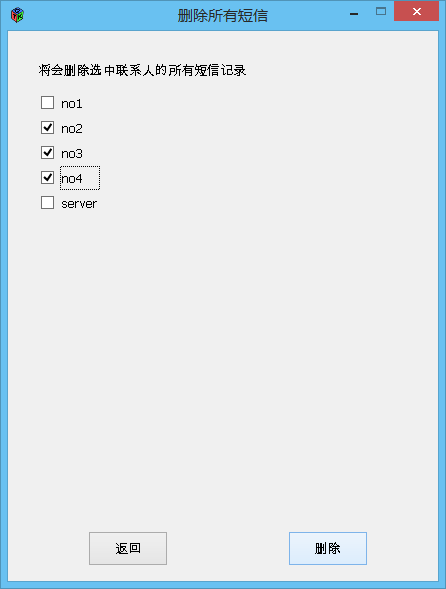 删除所有短信
将会删除选中联系人的所有短信记录
no1
no2
no3
no4
server
返回
删除